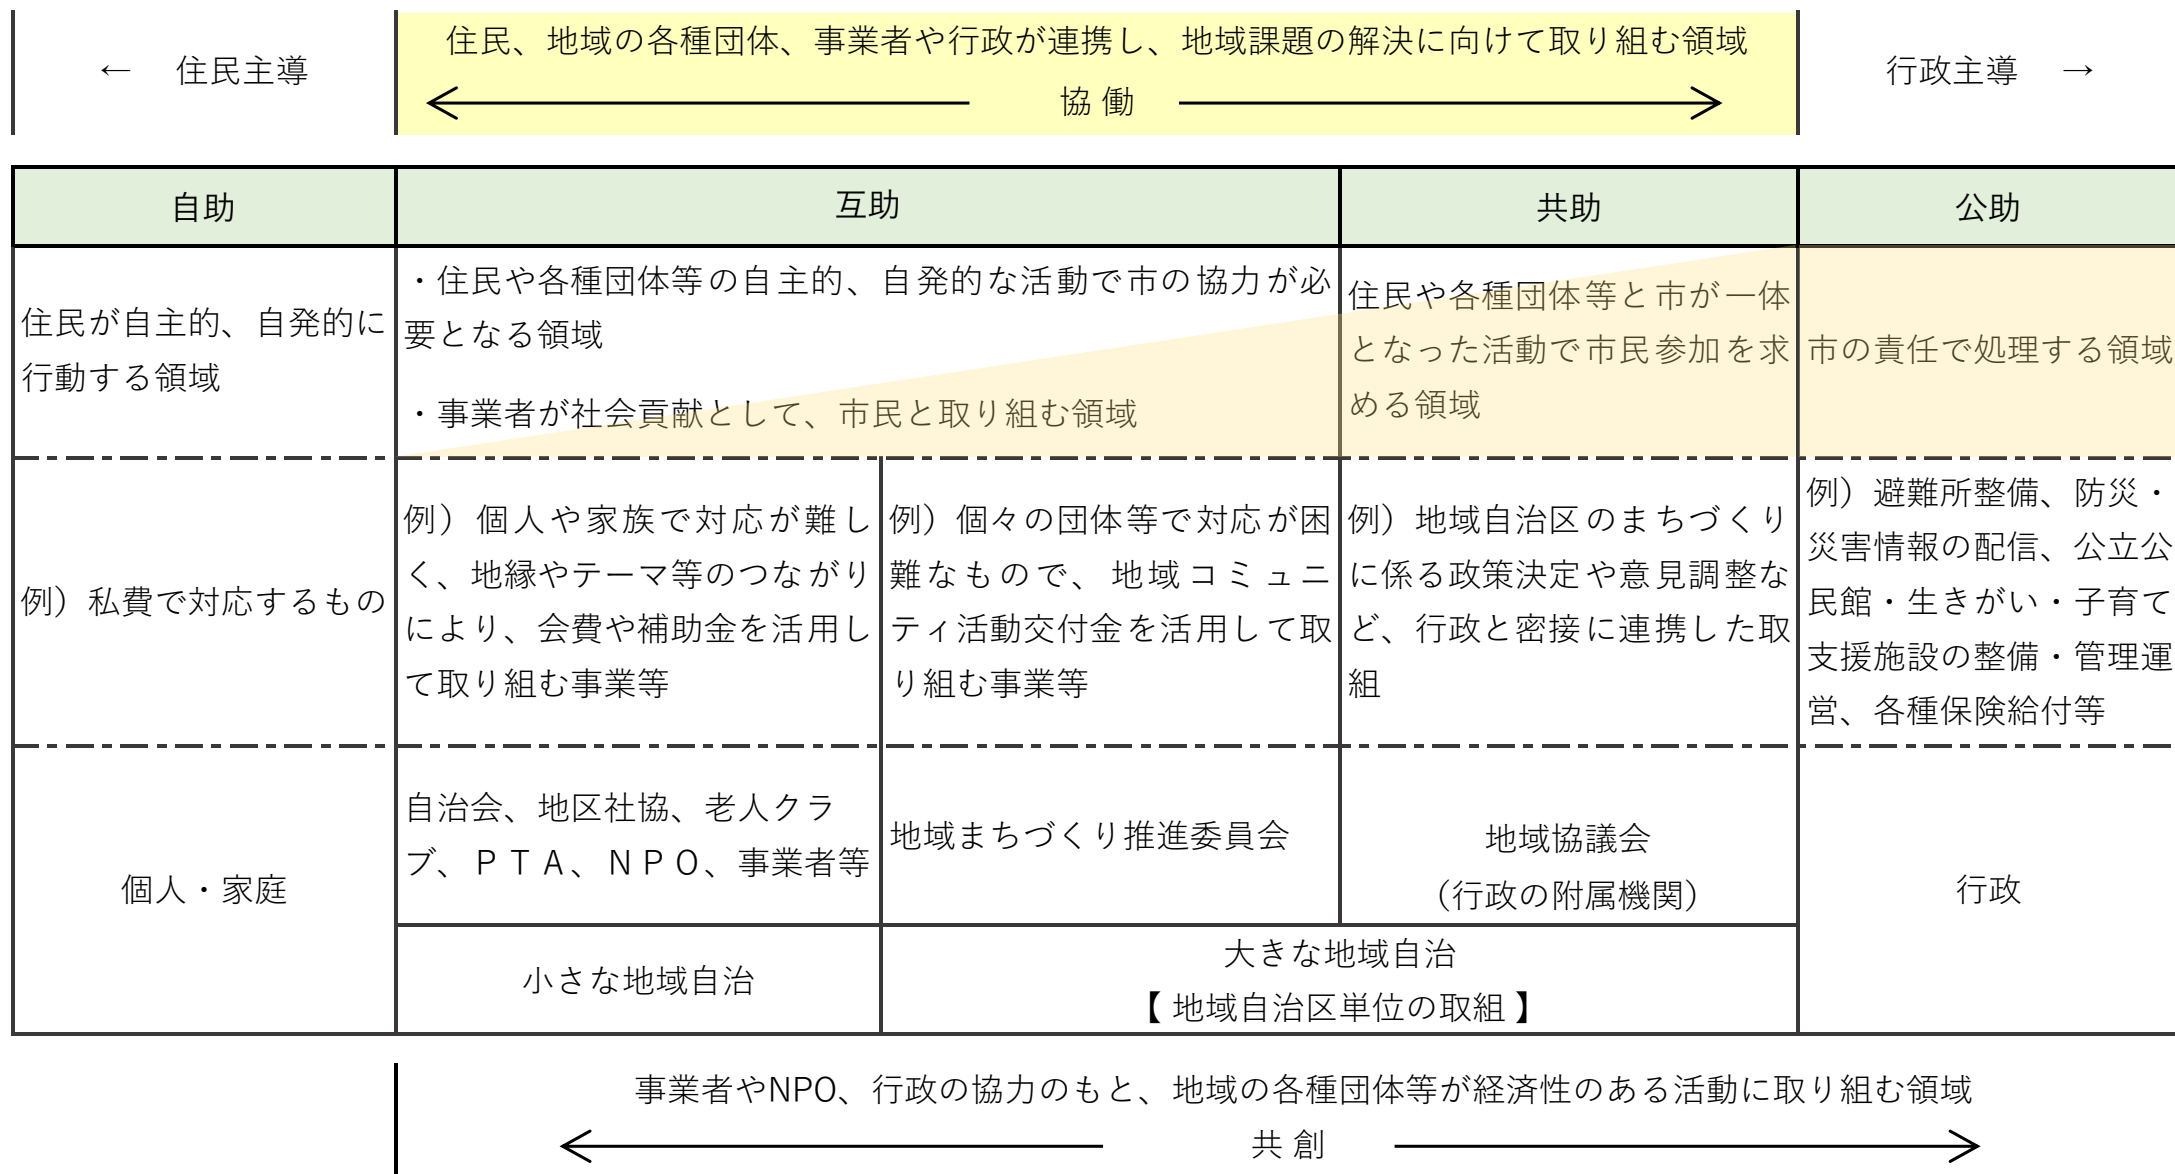 ← 住民主導
住民、地域の各種団体、事業者や行政が連携し、地域課題の解決に向けて取り組む領域
協 働
行政主導 →
自助
互助
共助
公助
住民が自主的、自発的に
行動する領域
・住民や各種団体等の自主的、自発的な活動で市の協力が必
要となる領域
・事業者が社会貢献として、市民と取り組む領域
住民や各種団体等と市が一体
となった活動で市民参加を求
める領域
市の責任で処理する領域
例）私費で対応するもの
例）個人や家族で対応が難し
く、地縁やテーマ等のつながり
により、会費や補助金を活用し
て取り組む事業等
例）個々の団体等で対応が困
難なもので、地域コミュニ
ティ活動交付金を活用して取
り組む事業等
例）地域自治区のまちづくり
に係る政策決定や意見調整な
ど、行政と密接に連携した取
組
例）避難所整備、防災・
災害情報の配信、公立公
民館・生きがい・子育て
支援施設の整備・管理運
営、各種保険給付等
個人・家庭
自治会、地区社協、老人クラ
ブ、ＰＴＡ、ＮＰＯ、事業者等
地域まちづくり推進委員会
地域協議会
（行政の附属機関）
行政
小さな地域自治
大きな地域自治
【 地域自治区単位の取組 】
事業者やNPO、行政の協力のもと、地域の各種団体等が経済性のある活動に取り組む領域
共 創